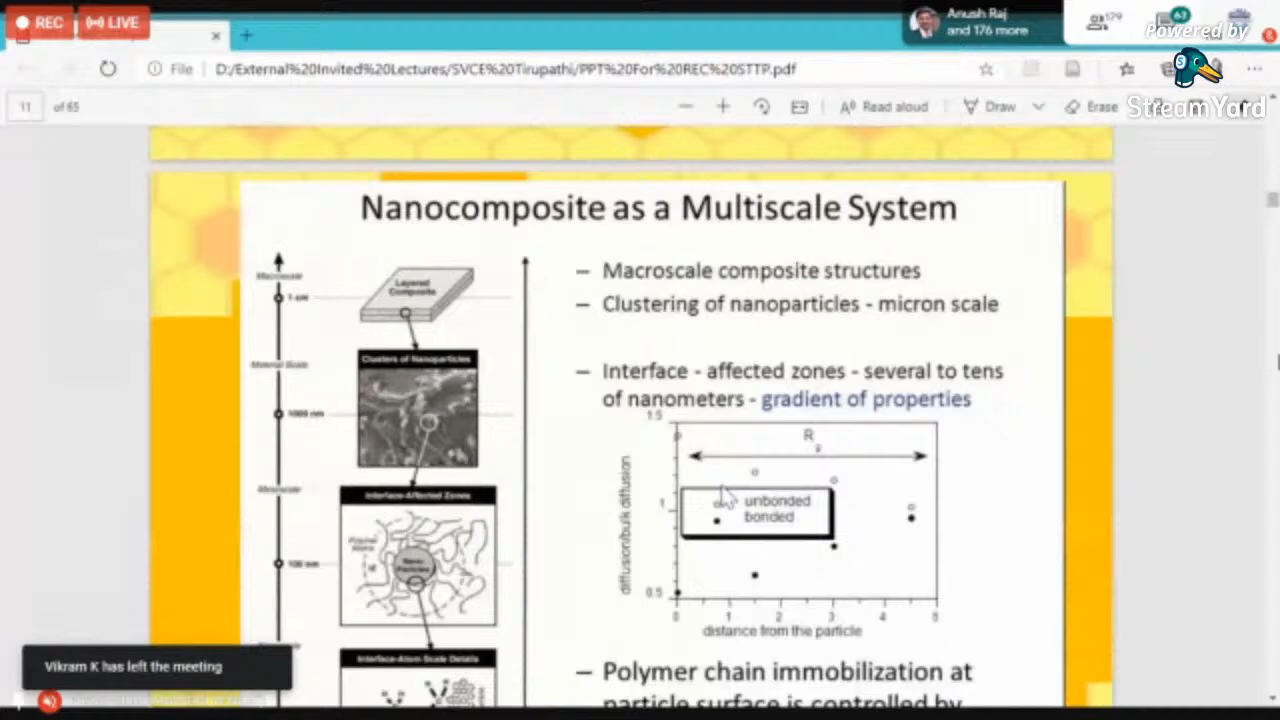 REC
LIVE
Anush Raj
and 176 more
179
63
Powered by
StreamYard
File
D:/External%20Invited%20Lectures/SVCE%20Tirupathi/PPT%20For%20REC%20STTP.pdf
11 of 65
Read aloud
Draw
Erase
Nanocomposite as a Multiscale System
Macroscale
1 cm
Layered
Composite
– Macroscale composite structures
– Clustering of nanoparticles - micron scale
Material Scale
Clusters of Nanoparticles
1000 nm
– Interface - affected zones - several to tens
of nanometers - gradient of properties
1.5
R
diffusion/bulk diffusion
1
unbonded
bonded
0.5
0 1 2 3 4 5
distance from the particle
Interface-Affected Zones
Nano-
Particles
100 nm
Interface-Atom Scale Details
– Polymer chain immobilization at
particle surface is controlled by
Vikram K has left the meeting